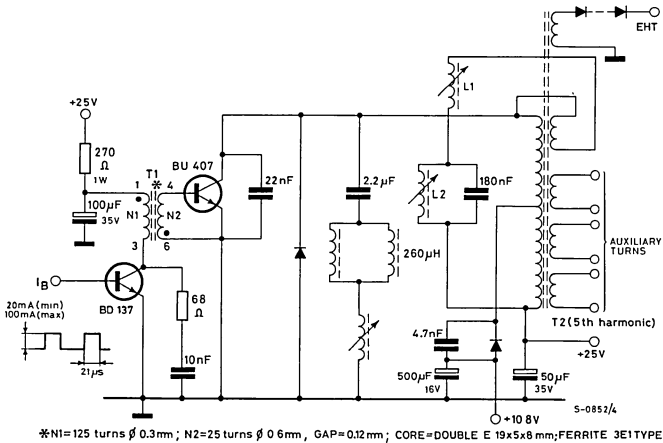 EHT
L1
+25V
270
Ω
1W
T1
*
BU 407
1
4
N1
N2
3
6
100μF
35V
22nF
2.2μF
L2
180nF
260μH
AUXILIARY
TURNS
IB
BD 137
20mA (min)
100mA (max)
21μs
68
Ω
10nF
4.7nF
500μF
16V
50μF
35V
T2 (5th harmonic)
+25V
+10 8V
S-0852/4
*N1=125 turns ϕ 0.3mm; N2=25 turns ϕ 0 6mm, GAP=0.12mm; CORE=DOUBLE E 19x5x8mm; FERRITE 3E1TYPE